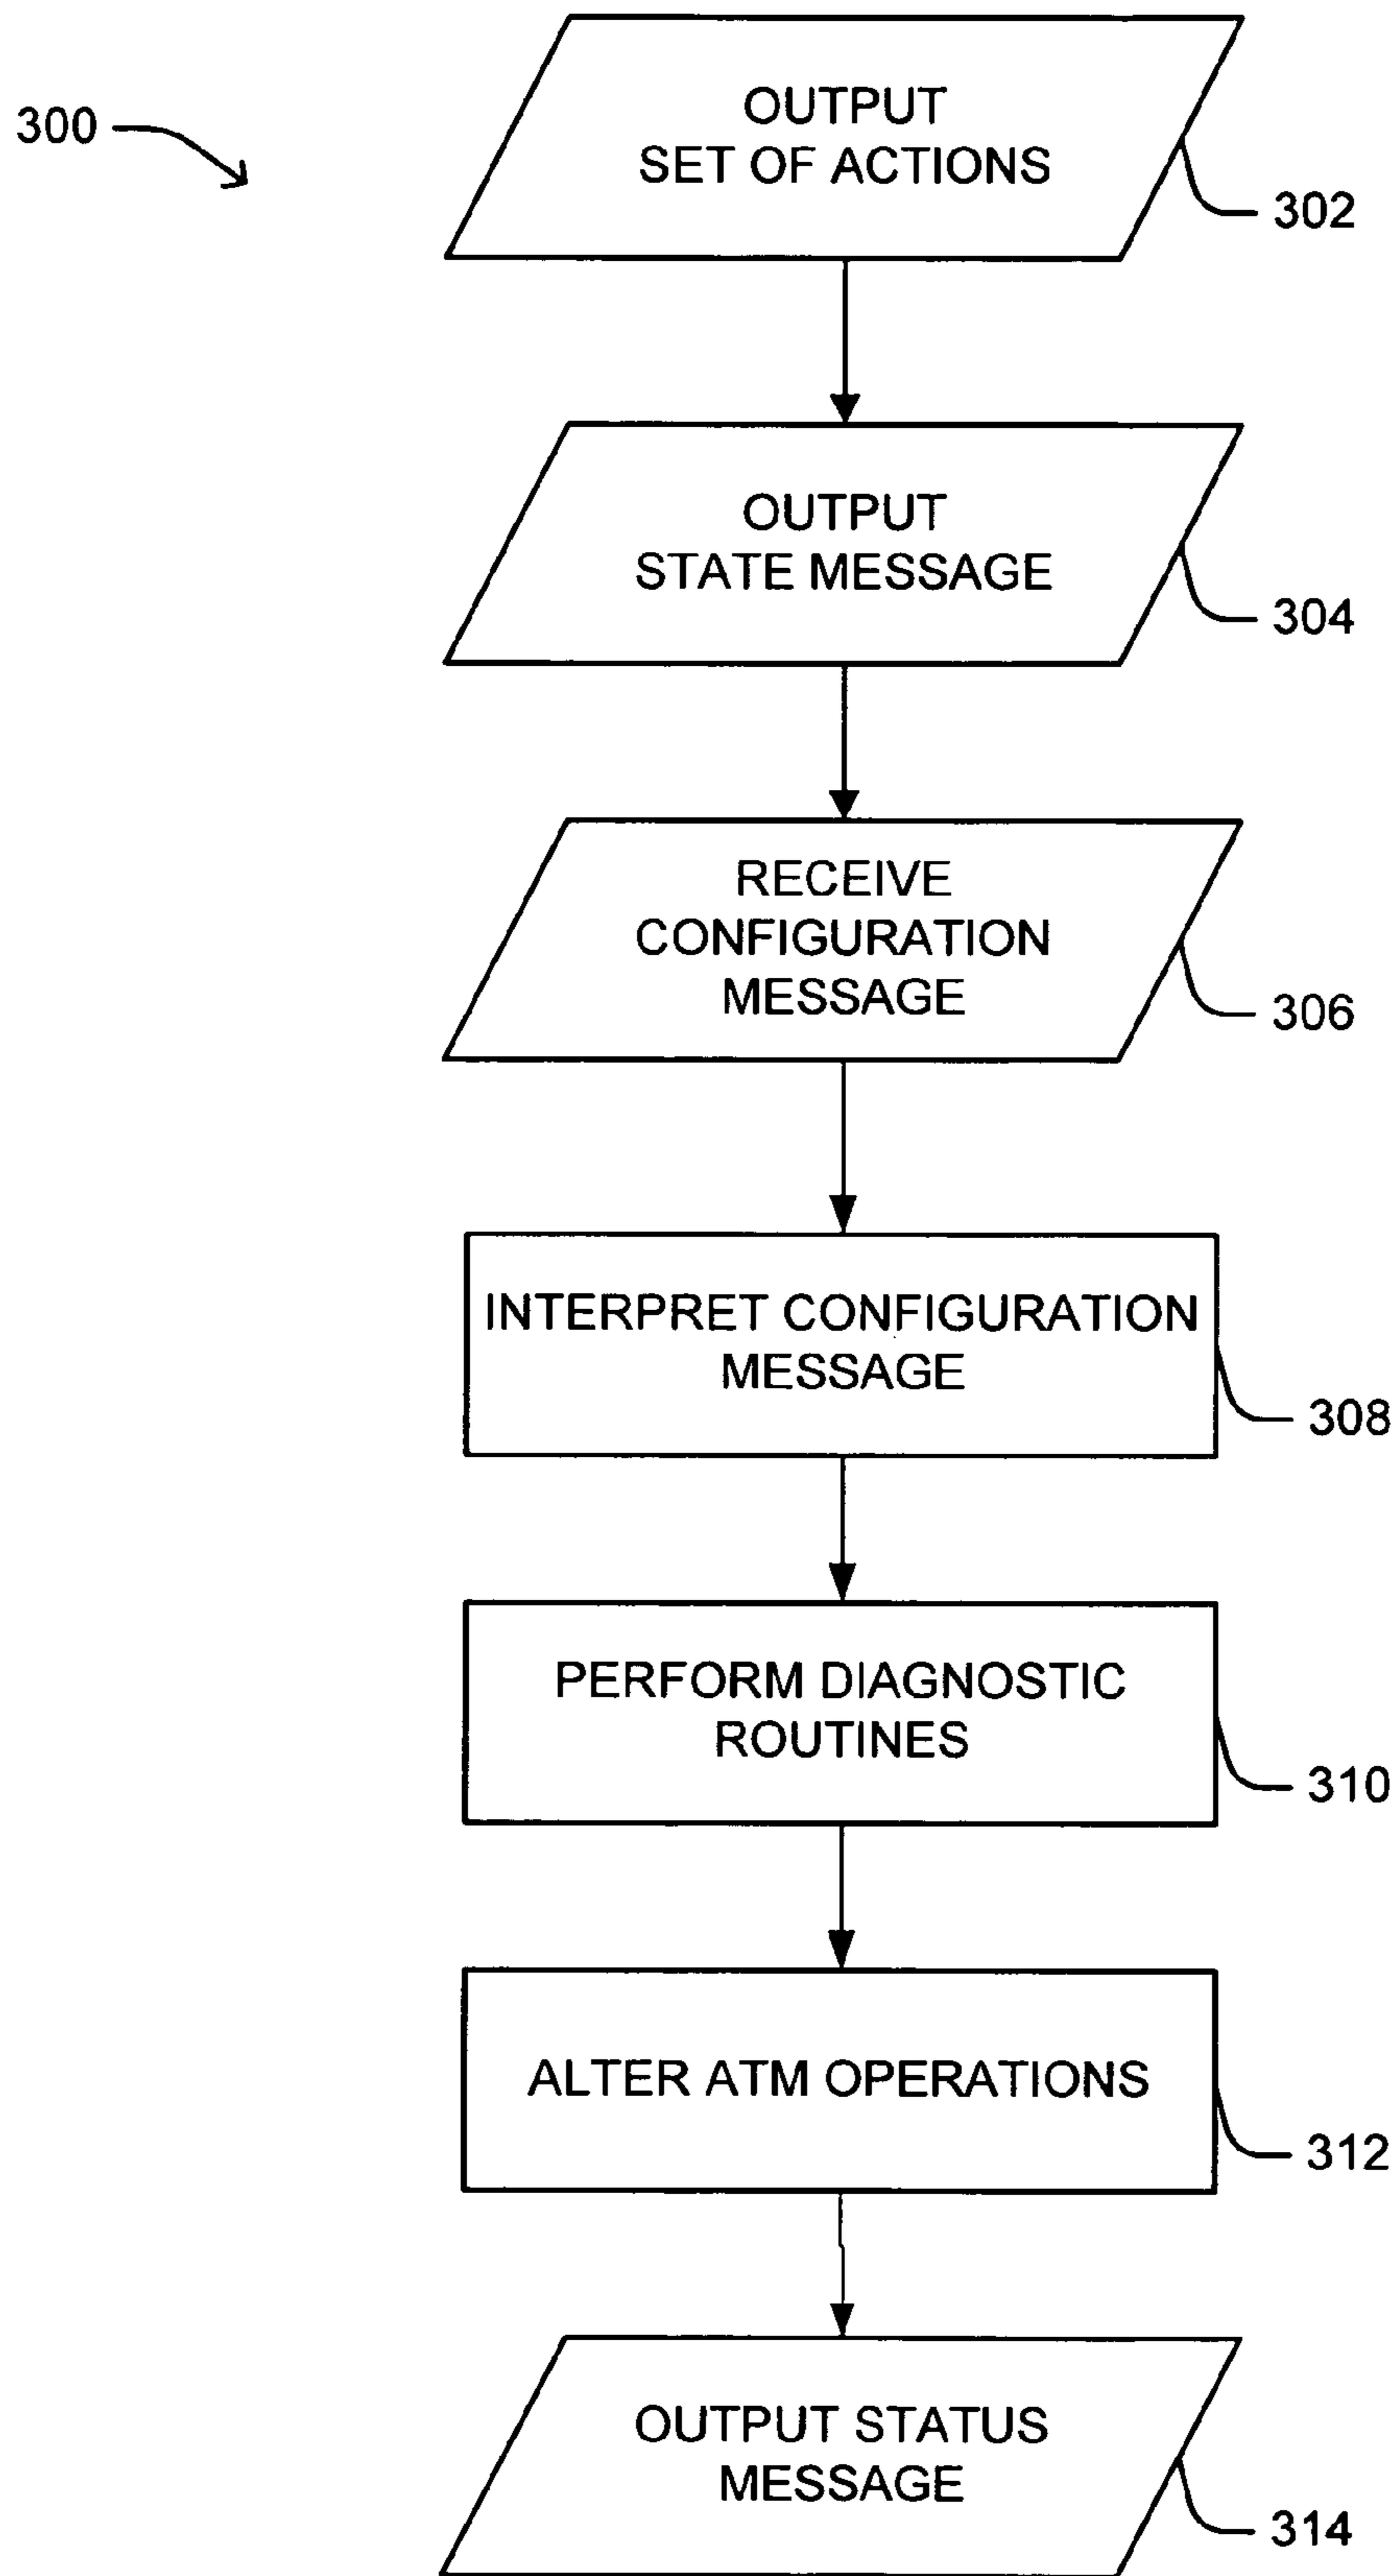 300
OUTPUT
SET OF ACTIONS
302
OUTPUT
STATE MESSAGE
304
RECEIVE
CONFIGURATION
MESSAGE
306
INTERPRET CONFIGURATION
MESSAGE
308
PERFORM DIAGNOSTIC
ROUTINES
310
ALTER ATM OPERATIONS
312
OUTPUT STATUS
MESSAGE
314